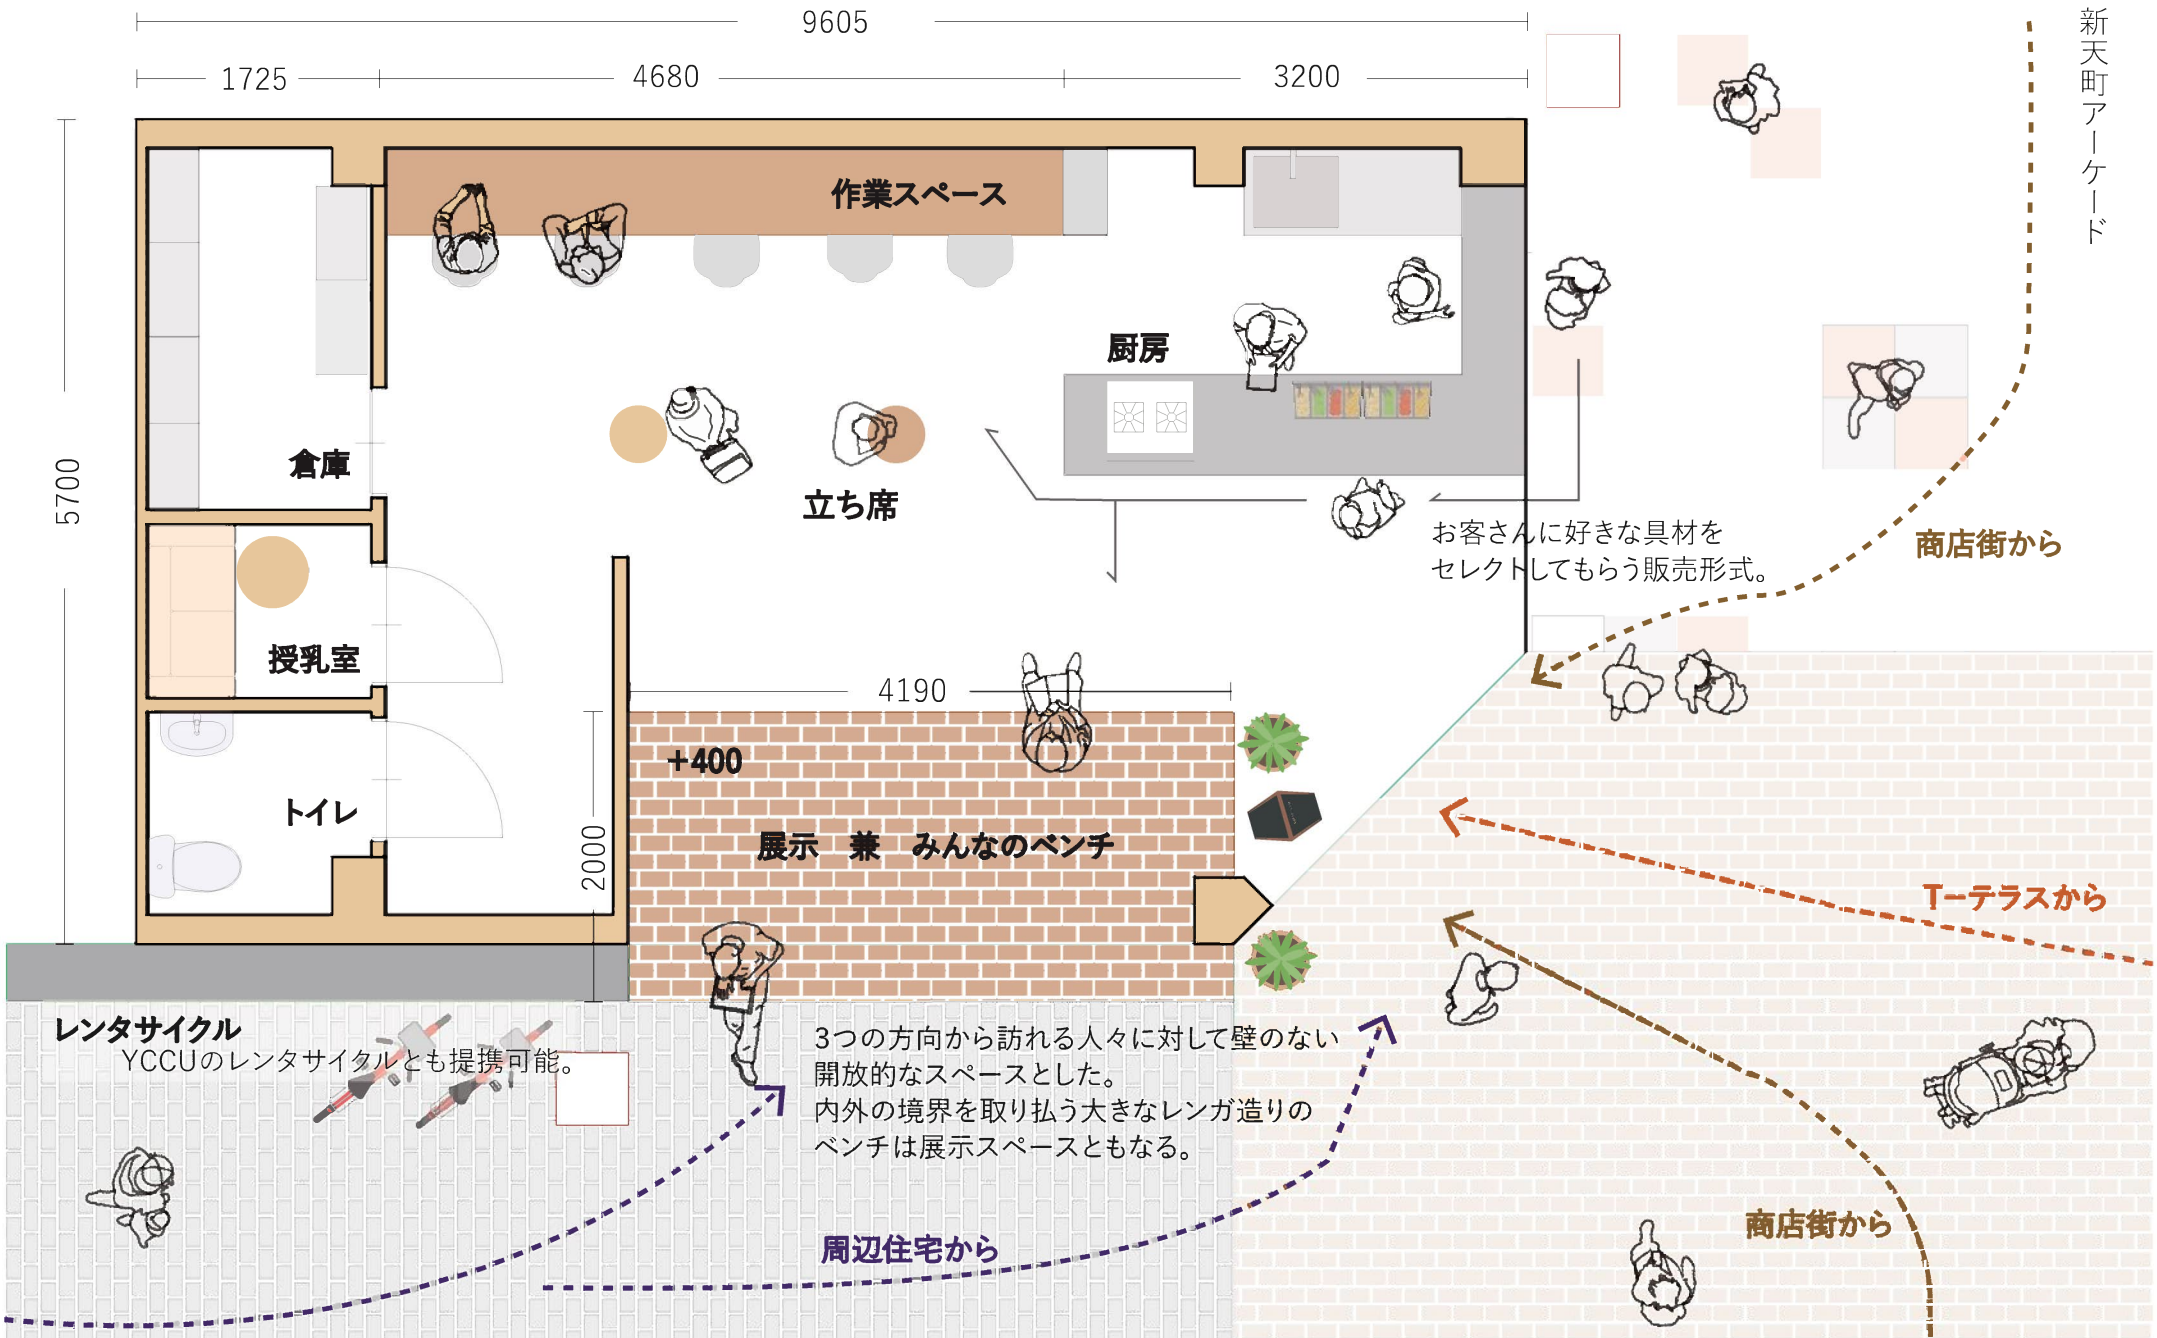 9605
1725
4680
3200
新天町アーケード
5700
作業スペース
厨房
倉庫
立ち席
お客さんに好きな具材を
セレクトしてもらう販売形式。
商店街から
授乳室
4190
+400
トイレ
2000
展示　兼　みんなのベンチ
T-テラスから
レンタサイクル
YCCUのレンタサイクルとも提携可能。
3つの方向から訪れる人々に対して壁のない
開放的なスペースとした。
内外の境界を取り払う大きなレンガ造りの
ベンチは展示スペースともなる。
商店街から
周辺住宅から